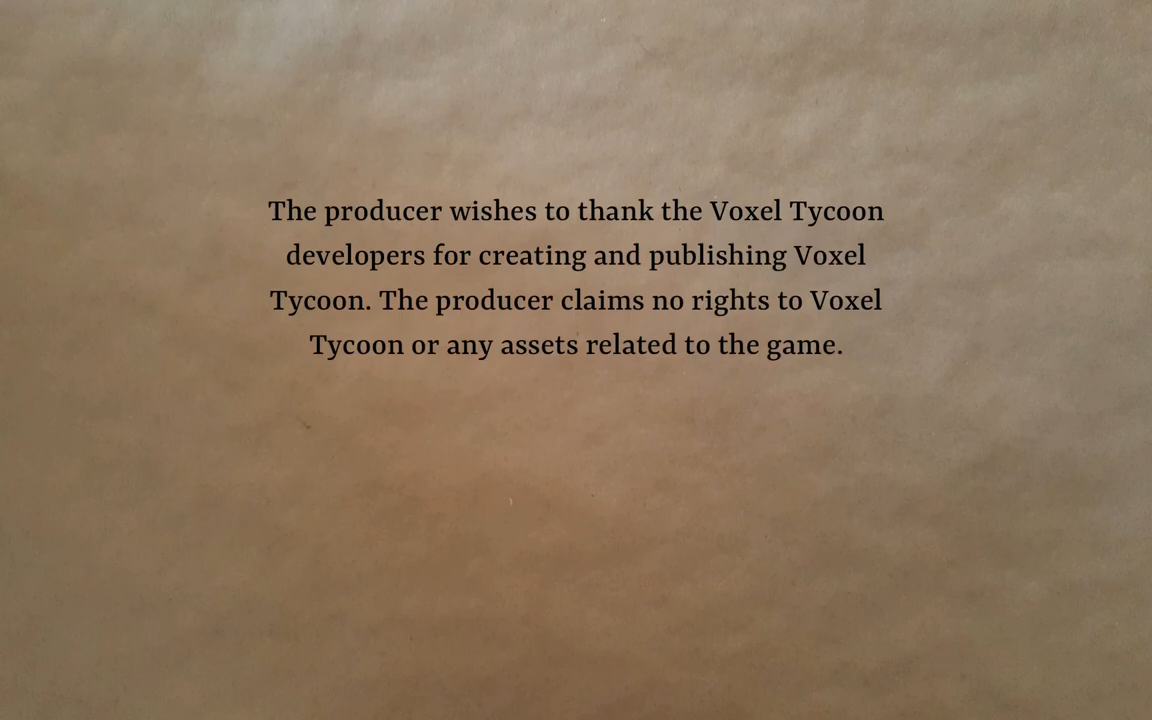 The producer wishes to thank the Voxel Tycoon
developers for creating and publishing Voxel
Tycoon. The producer claims no rights to Voxel
Tycoon or any assets related to the game.